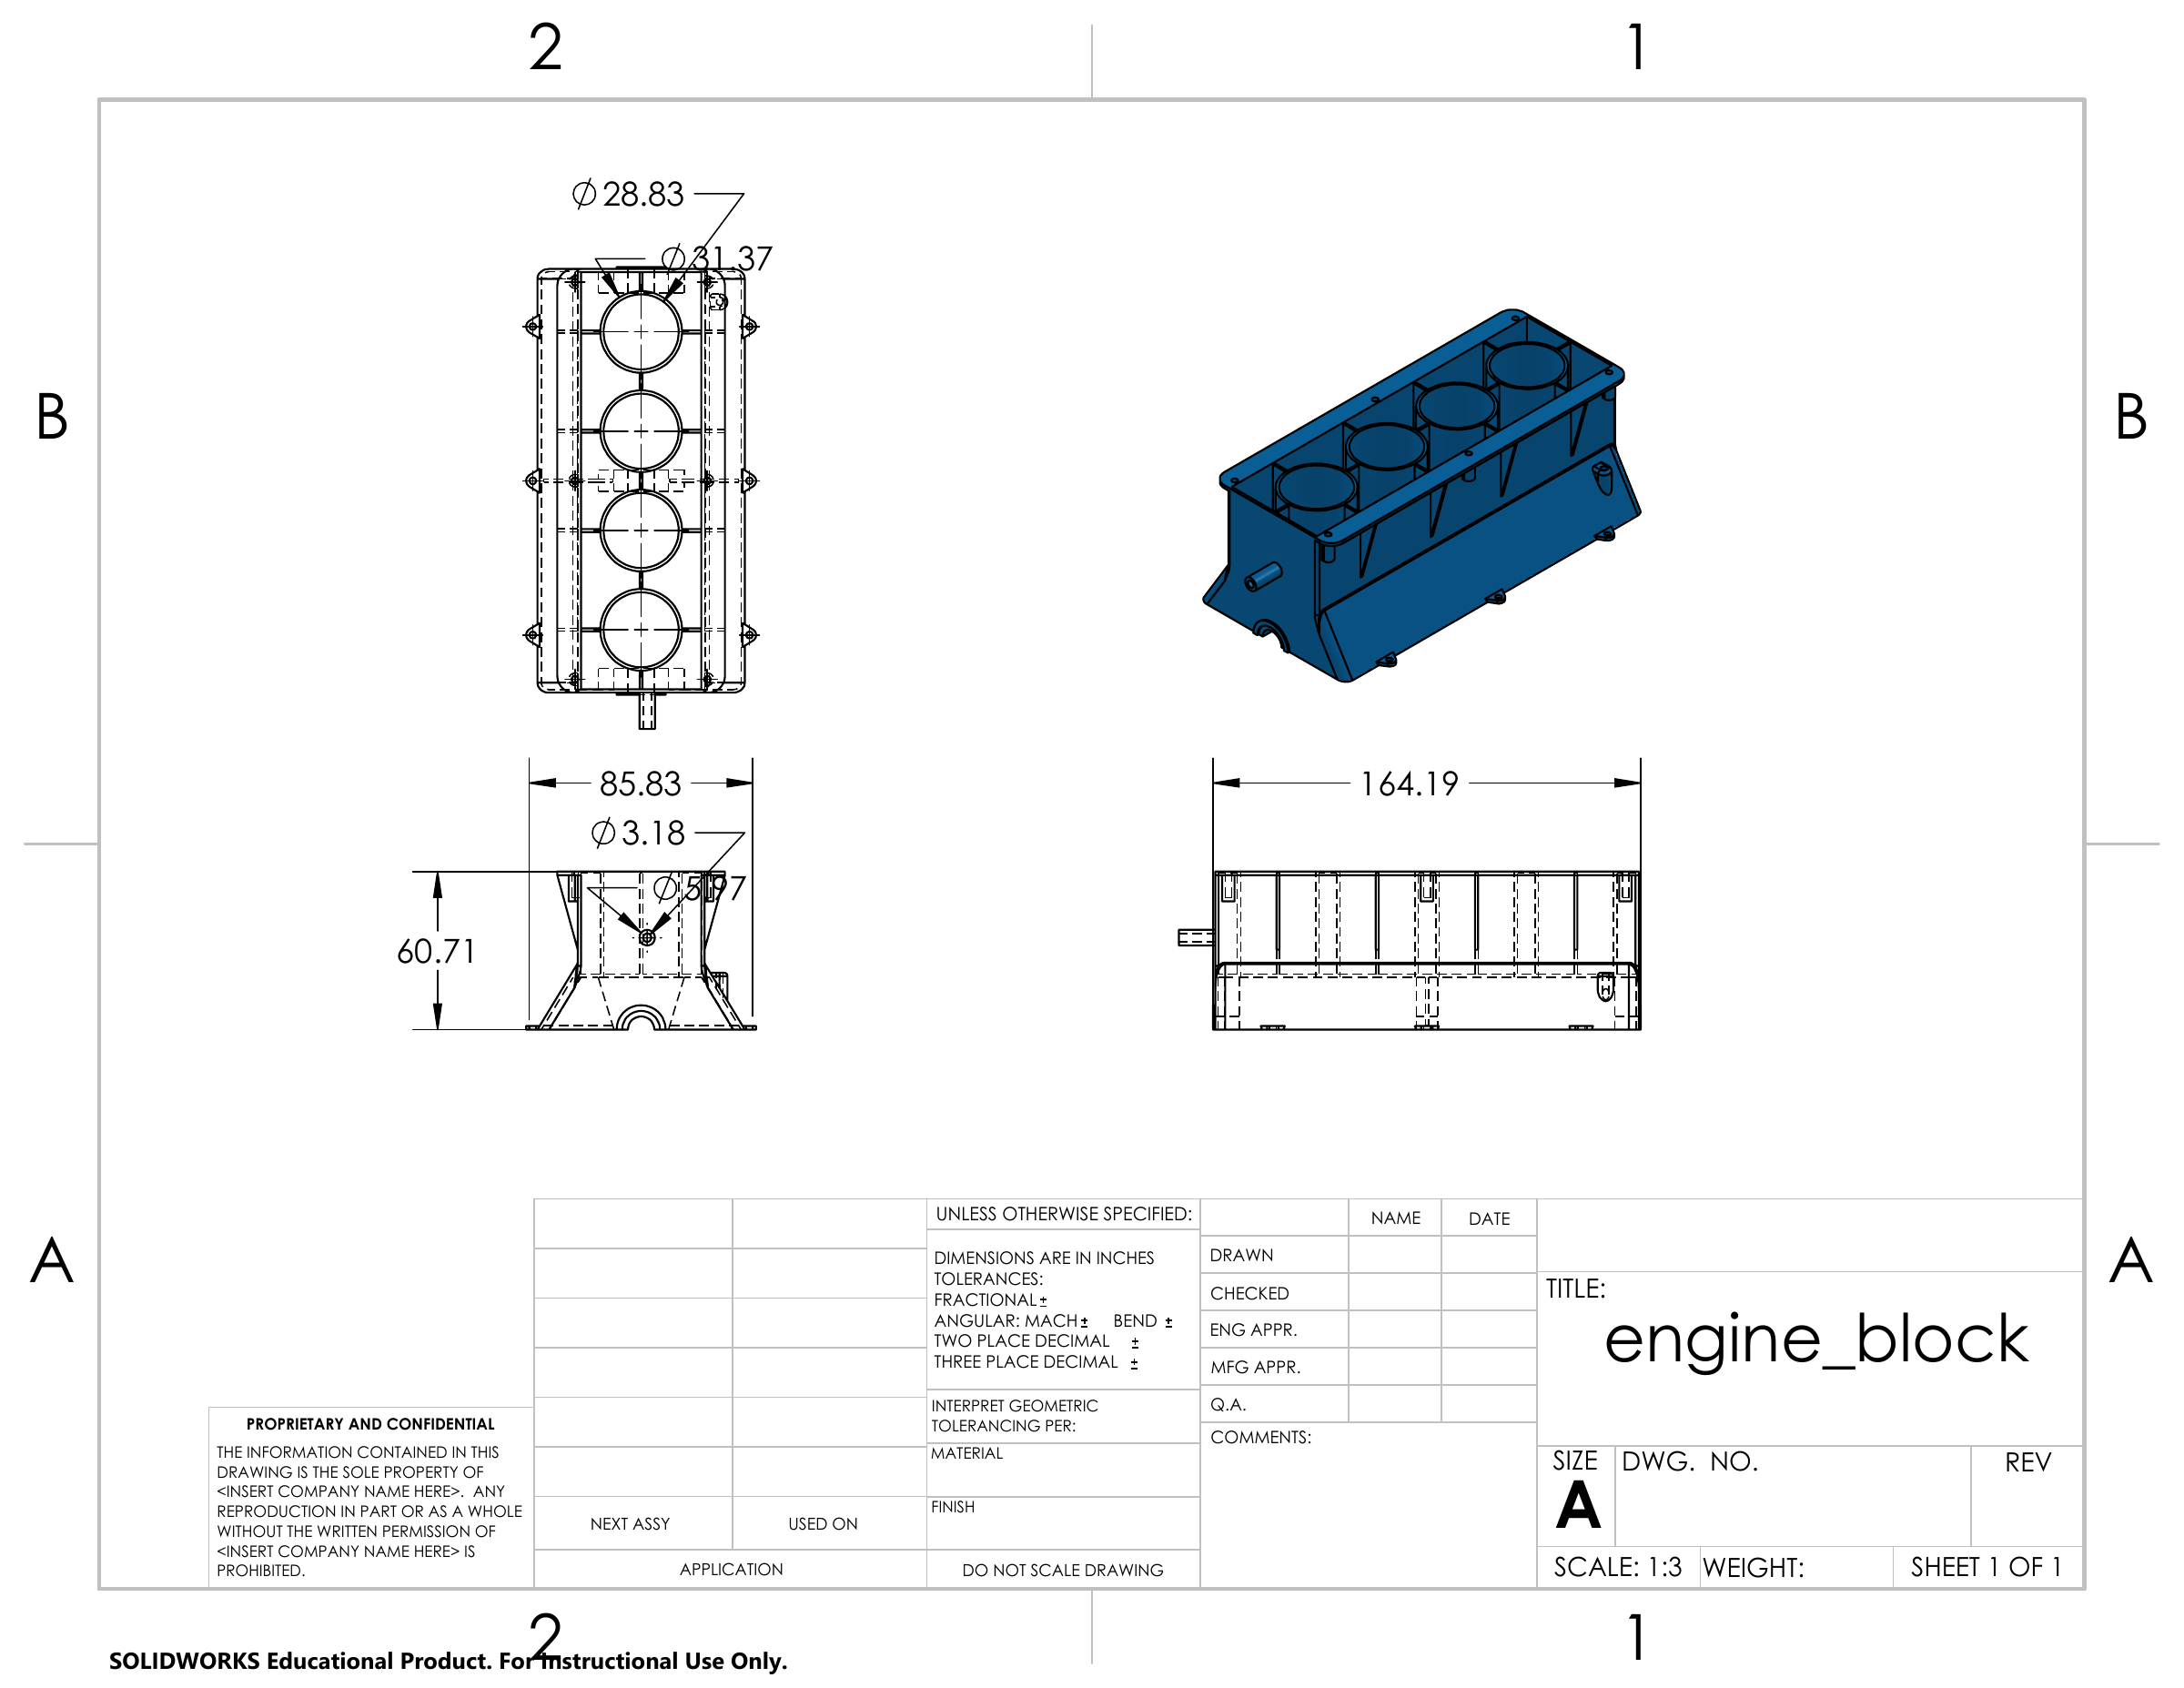 2
1
B
B
⌀28.83
⌀31.37
85.83
164.19
⌀3.18
⌀5.97
60.71
A
A
UNLESS OTHERWISE SPECIFIED:
DIMENSIONS ARE IN INCHES
TOLERANCES:
FRACTIONAL±
ANGULAR: MACH± BEND ±
TWO PLACE DECIMAL ±
THREE PLACE DECIMAL ±
INTERPRET GEOMETRIC
TOLERANCING PER:
MATERIAL
FINISH
DO NOT SCALE DRAWING
NAME
DATE
DRAWN
CHECKED
ENG APPR.
MFG APPR.
Q.A.
COMMENTS:
TITLE:
engine_block
SIZE
A
DWG. NO.
REV
SCALE: 1:3
WEIGHT:
SHEET 1 OF 1
PROPRIETARY AND CONFIDENTIAL
THE INFORMATION CONTAINED IN THIS
DRAWING IS THE SOLE PROPERTY OF
<INSERT COMPANY NAME HERE>. ANY
REPRODUCTION IN PART OR AS A WHOLE
WITHOUT THE WRITTEN PERMISSION OF
<INSERT COMPANY NAME HERE> IS
PROHIBITED.
NEXT ASSY
USED ON
APPLICATION
2
1
SOLIDWORKS Educational Product. For Instructional Use Only.